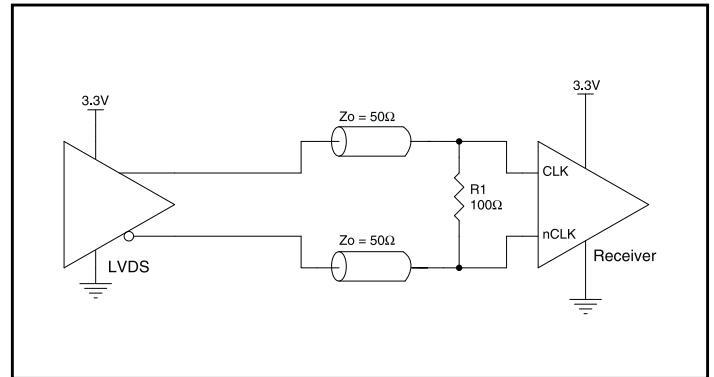 3.3V
3.3V
Zo = 50Ω
CLK
R1
100Ω
nCLK
Zo = 50Ω
Receiver
LVDS